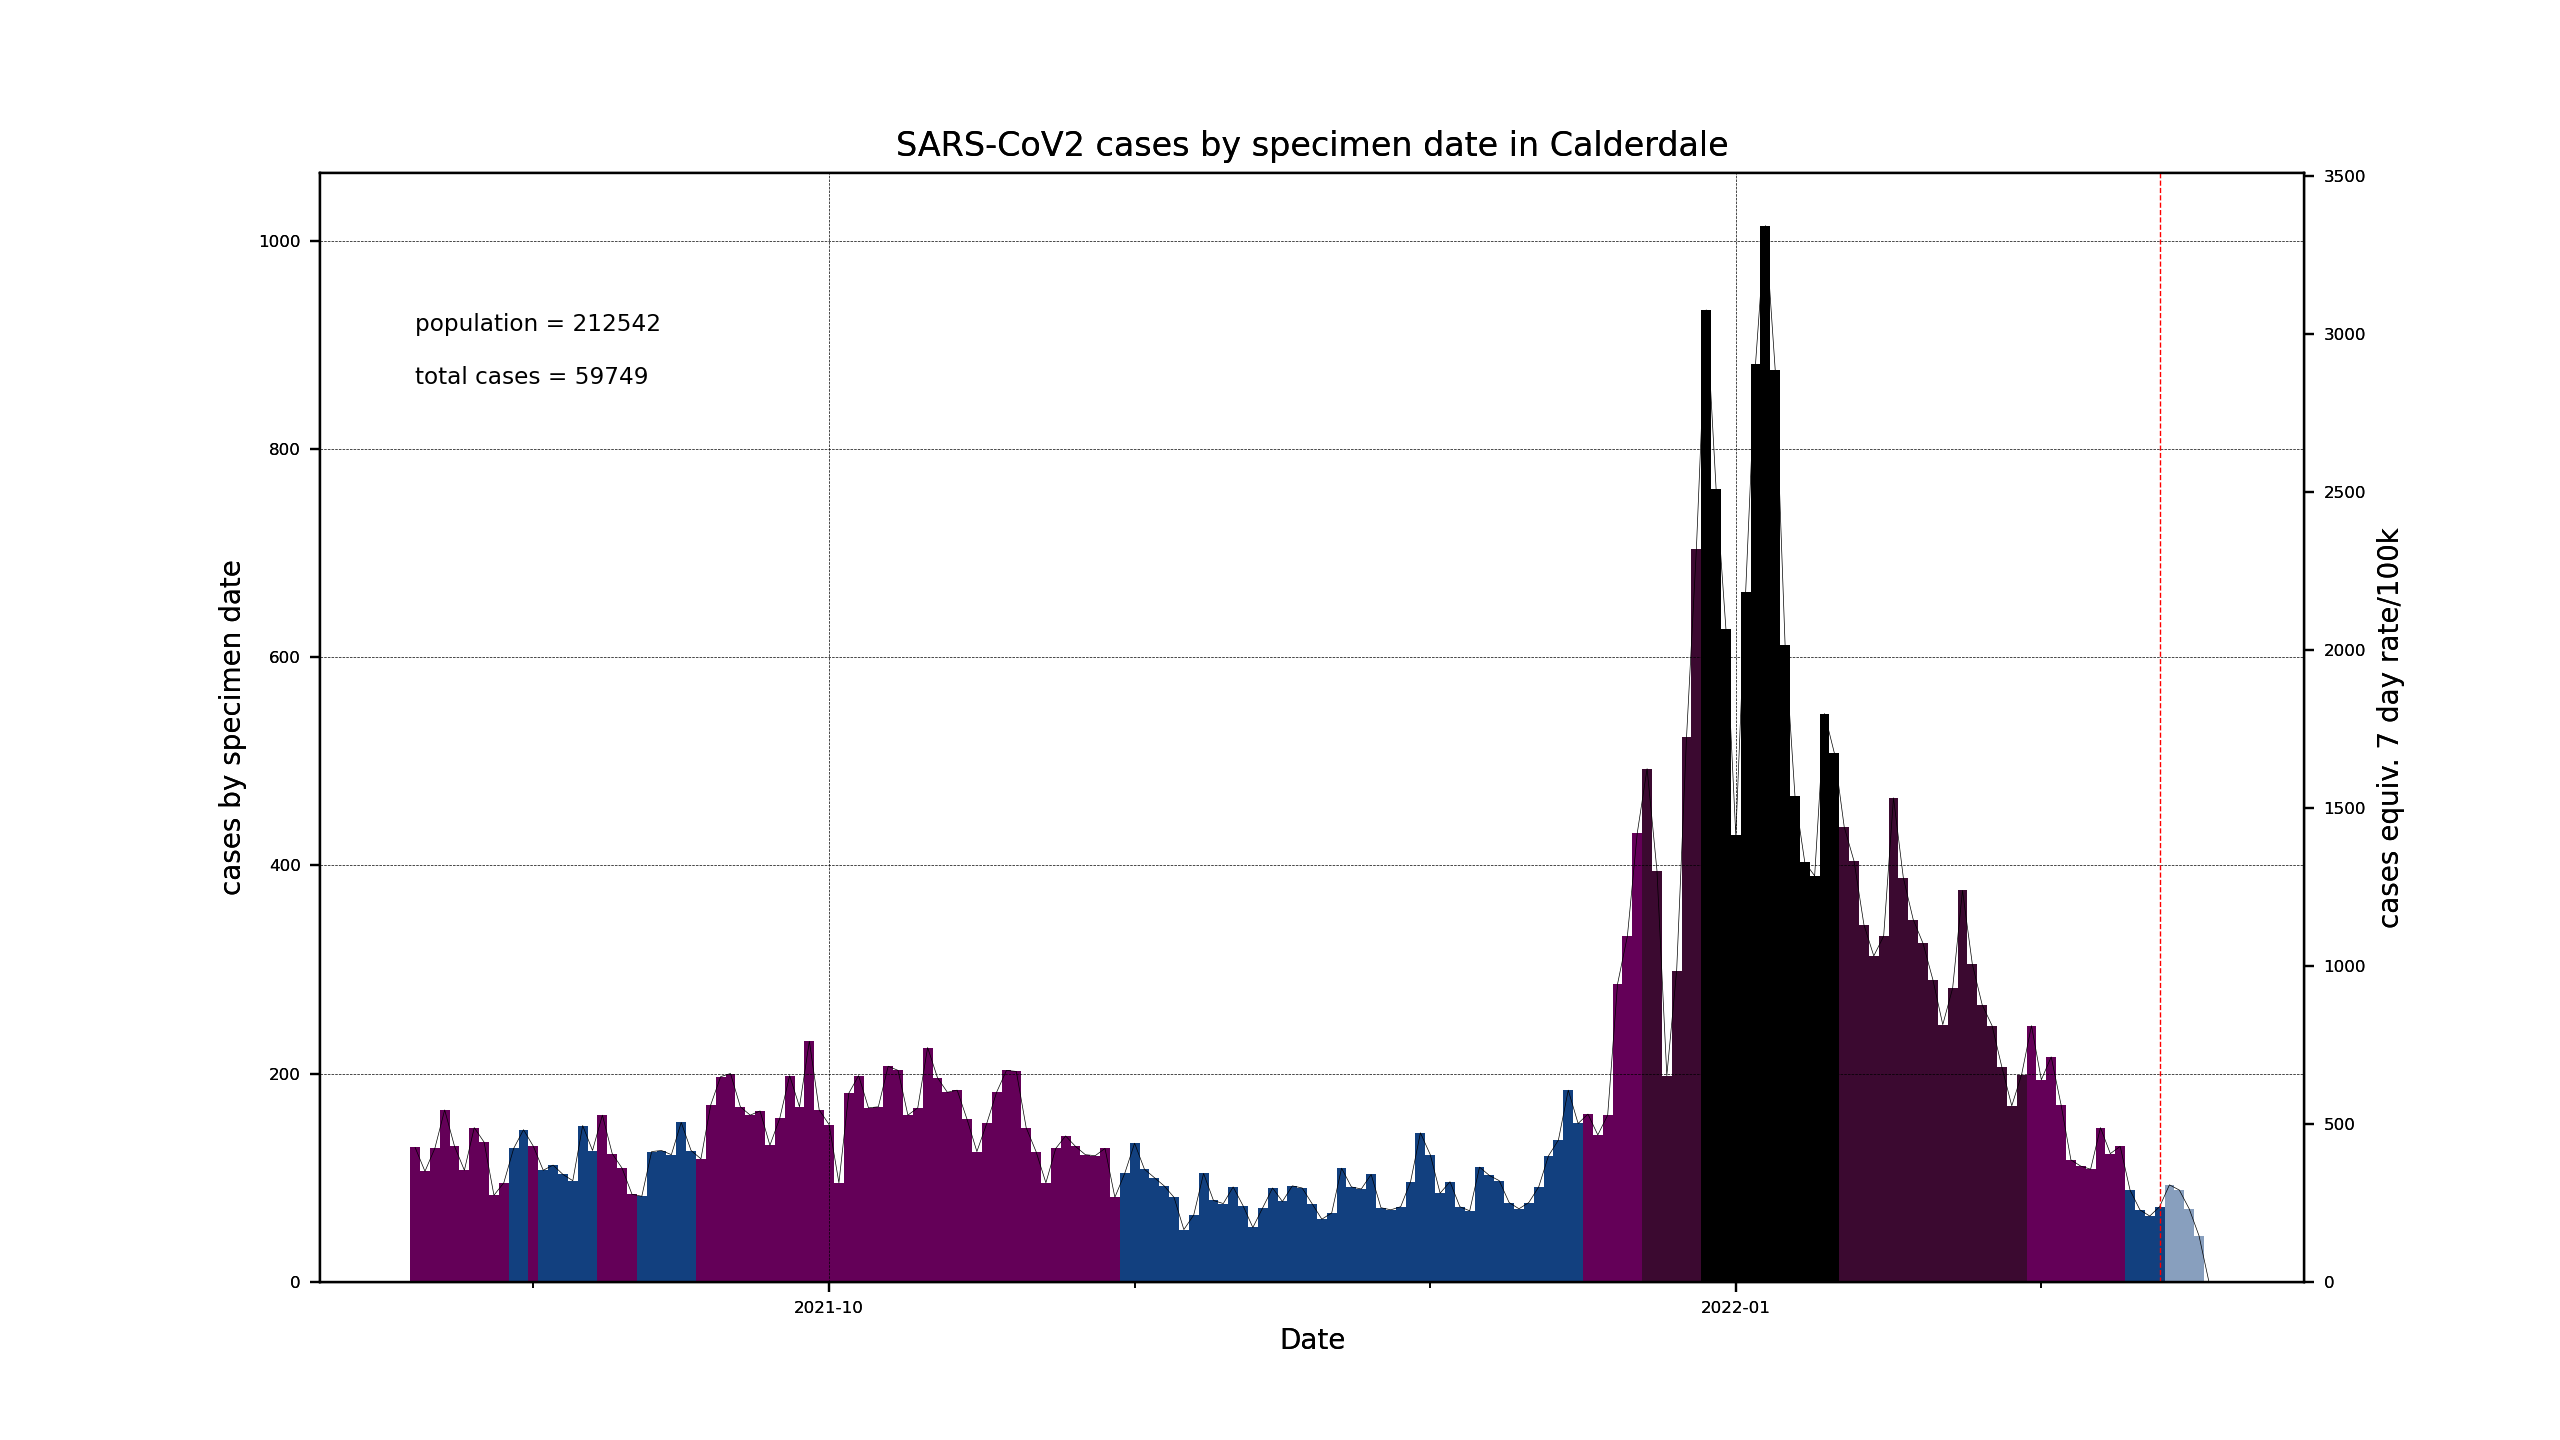 SARS-CoV2 cases by specimen date in Calderdale
population = 212542
total cases = 59749
cases by specimen date
1000
800
600
400
200
0
3500
3000
2500
2000
1500
1000
500
0
cases equiv. 7 day rate/100k
2021-10
2022-01
Date